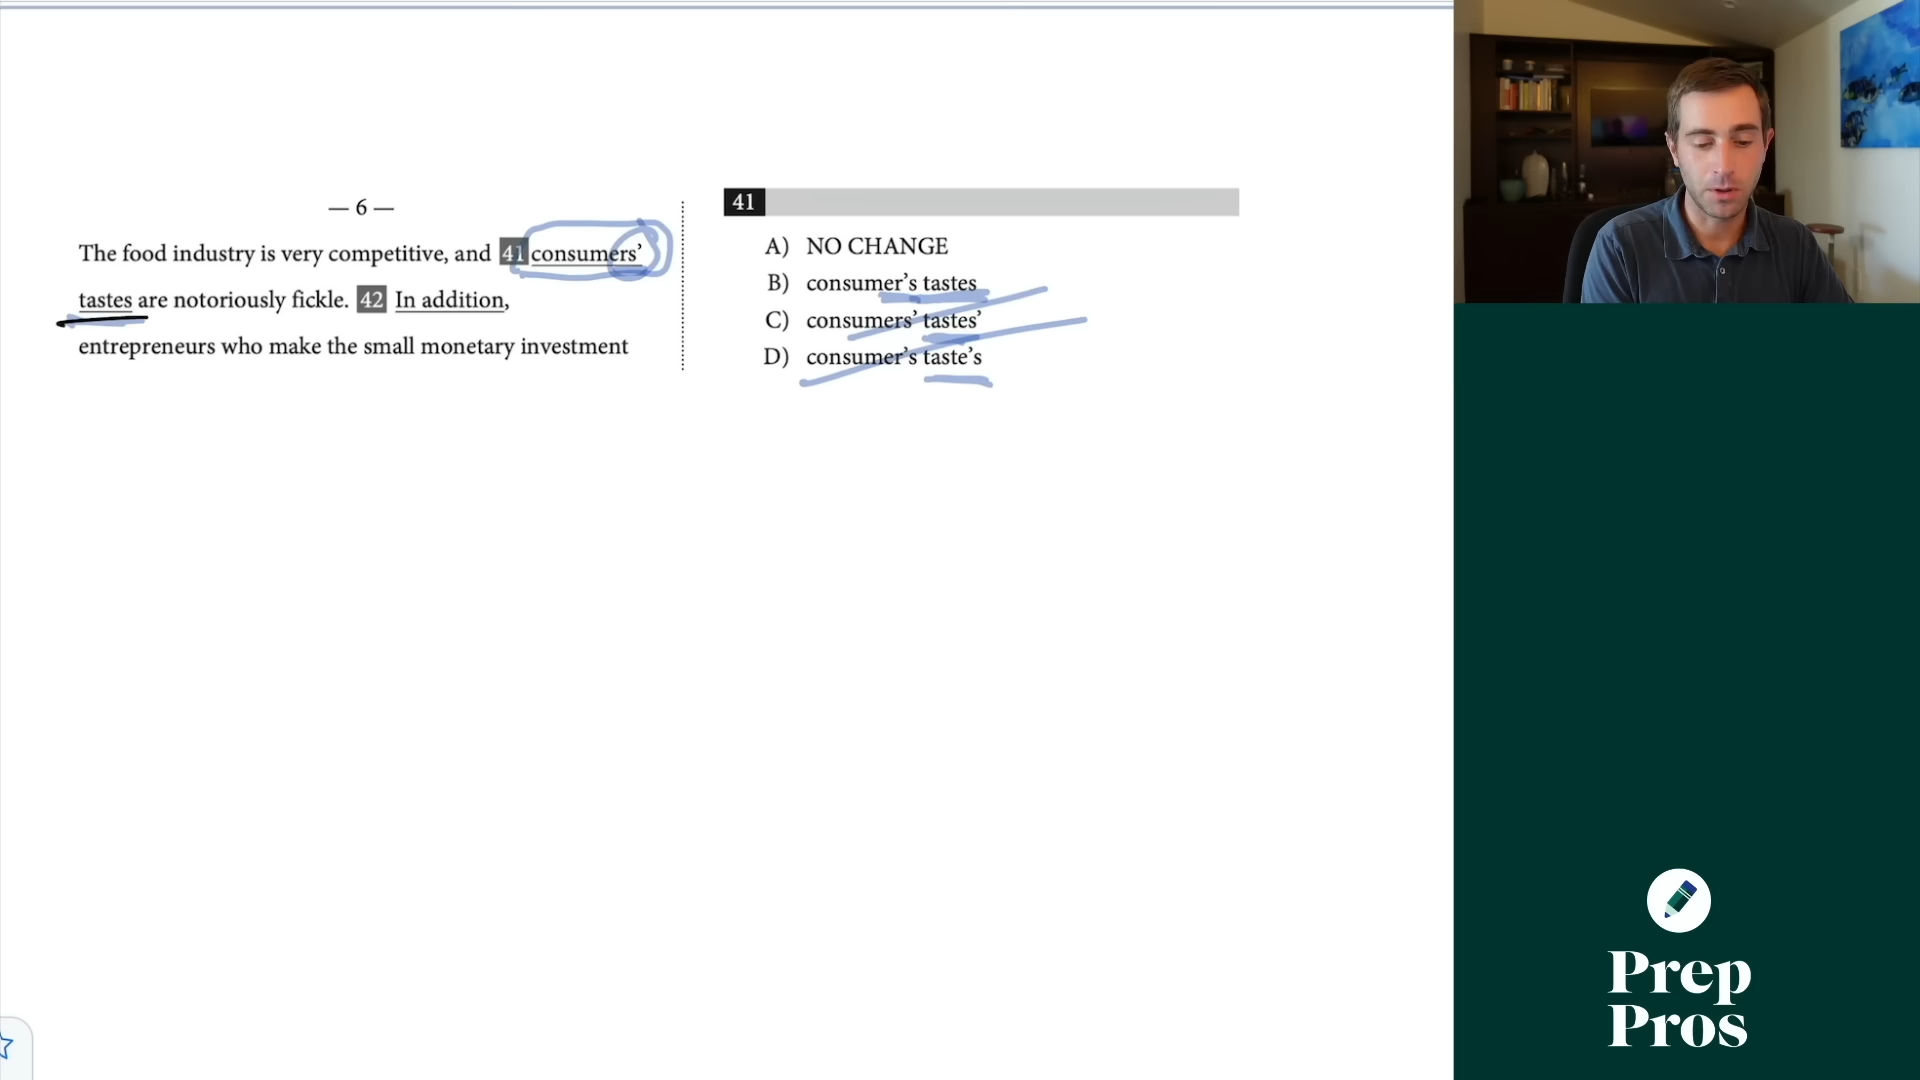 — 6 —
The food industry is very competitive, and 41 consumers’
tastes are notoriously fickle. 42 In addition,
entrepreneurs who make the small monetary investment
41
A) NO CHANGE
B) consumer’s tastes
C) consumers’ tastes’
D) consumer’s taste’s
Prep
Pros